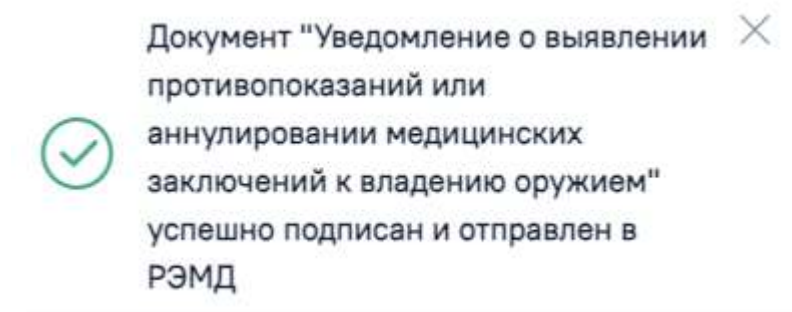 Документ "Уведомление о выявлении
противопоказаний или
аннулировании медицинских
заключений к владению оружием"
успешно подписан и отправлен в
РЭМД